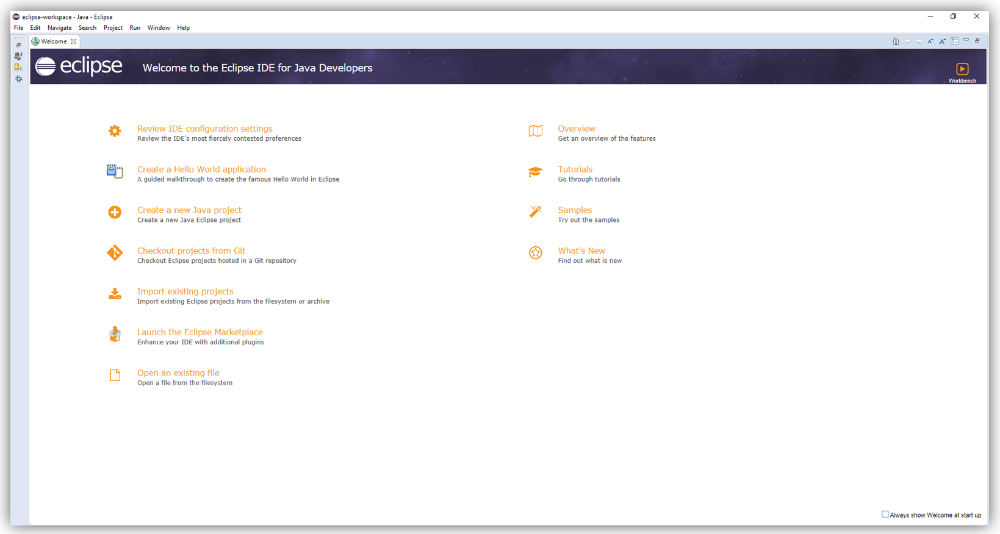 eclipse-workspace - Java - Eclipse
File Edit Navigate Search Project Run Window Help
Welcome
eclipse
Welcome to the Eclipse IDE for Java Developers
Workbench
Review IDE configuration settings
Review the IDE's most fiercely contested preferences
Create a Hello World application
A guided walkthrough to create the famous Hello World in Eclipse
Create a new Java project
Create a new Java Eclipse project
Checkout projects from Git
Checkout Eclipse projects hosted in a Git repository
Import existing projects
Import existing Eclipse projects from the filesystem or archive
Launch the Eclipse Marketplace
Enhance your IDE with additional plugins
Open an existing file
Open a file from the filesystem
Overview
Get an overview of the features
Tutorials
Go through tutorials
Samples
Try out the samples
What's New
Find out what is new
Always show Welcome at start up